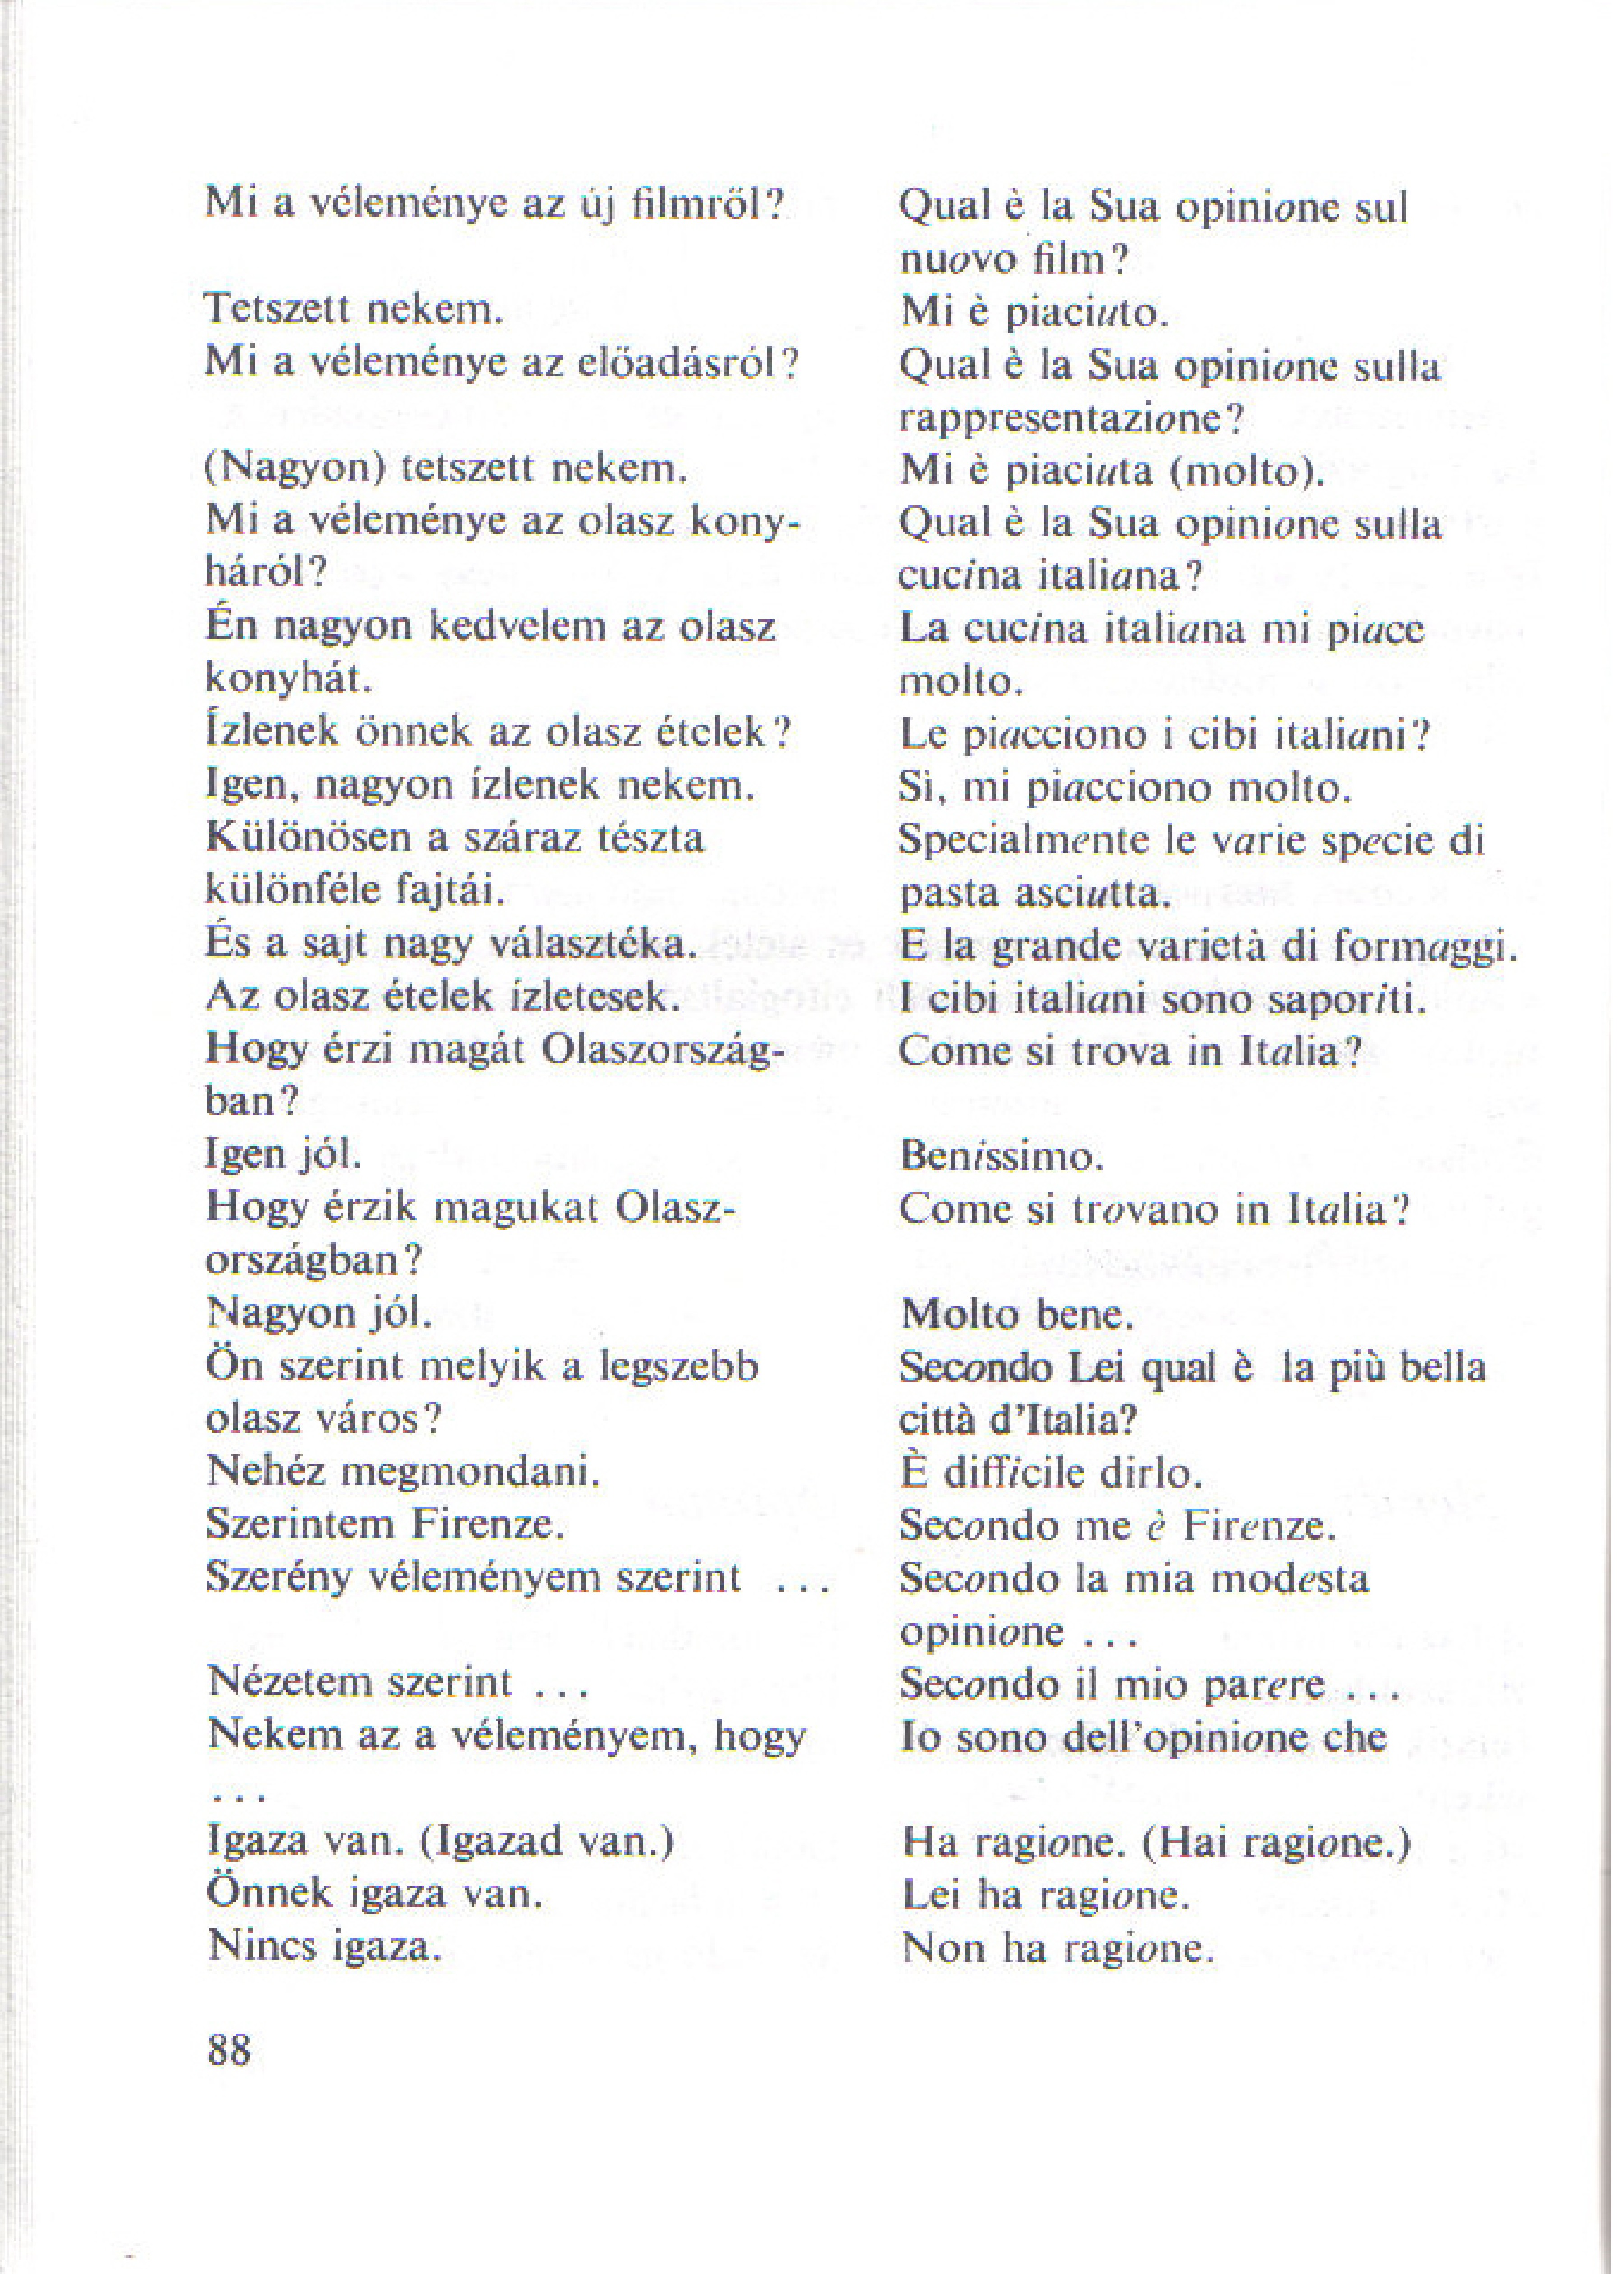 Mi a véleménye az új filmről?
Qual è la Sua opinione sul
nuovo film?
Tetszett nekem.
Mi è piaciuto.
Mi a véleménye az előadásról?
Qual è la Sua opinione sulla
rappresentazione?
(Nagyon) tetszett nekem.
Mi è piaciuta (molto).
Mi a véleménye az olasz kony-
háról?
Qual è la Sua opinione sulla
cucina italiana?
Én nagyon kedvelem az olasz
konyhát.
La cucina italiana mi piace
molto.
Ízlenek önnek az olasz ételek?
Le piacciono i cibi italiani?
Igen, nagyon ízlenek nekem.
Sì, mi piacciono molto.
Különösen a száraz tészta
különféle fajtái.
Specialmente le varie specie di
pasta asciutta.
És a sajt nagy választéka.
E la grande varietà di formaggi.
Az olasz ételek ízletesek.
I cibi italiani sono saporiti.
Hogy érzi magát Olaszország-
ban?
Come si trova in Italia?
Igen jól.
Benissimo.
Hogy érzik magukat Olasz-
országban?
Come si trovano in Italia?
Nagyon jól.
Molto bene.
Ön szerint melyik a legszebb
olasz város?
Secondo Lei qual è la più bella
città d'Italia?
Nehéz megmondani.
È difficile dirlo.
Szerintem Firenze.
Secondo me è Firenze.
Szerény véleményem szerint ...
Secondo la mia modesta
opinione ...
Nézetem szerint ...
Secondo il mio parere ...
Nekem az a véleményem, hogy
...
Io sono dell'opinione che
Igaza van. (Igazad van.)
Ha ragione. (Hai ragione.)
Önnek igaza van.
Lei ha ragione.
Nincs igaza.
Non ha ragione.
88